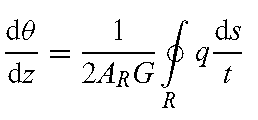 dθ/dz = 1/(2A_R G) ∮_R q ds/t